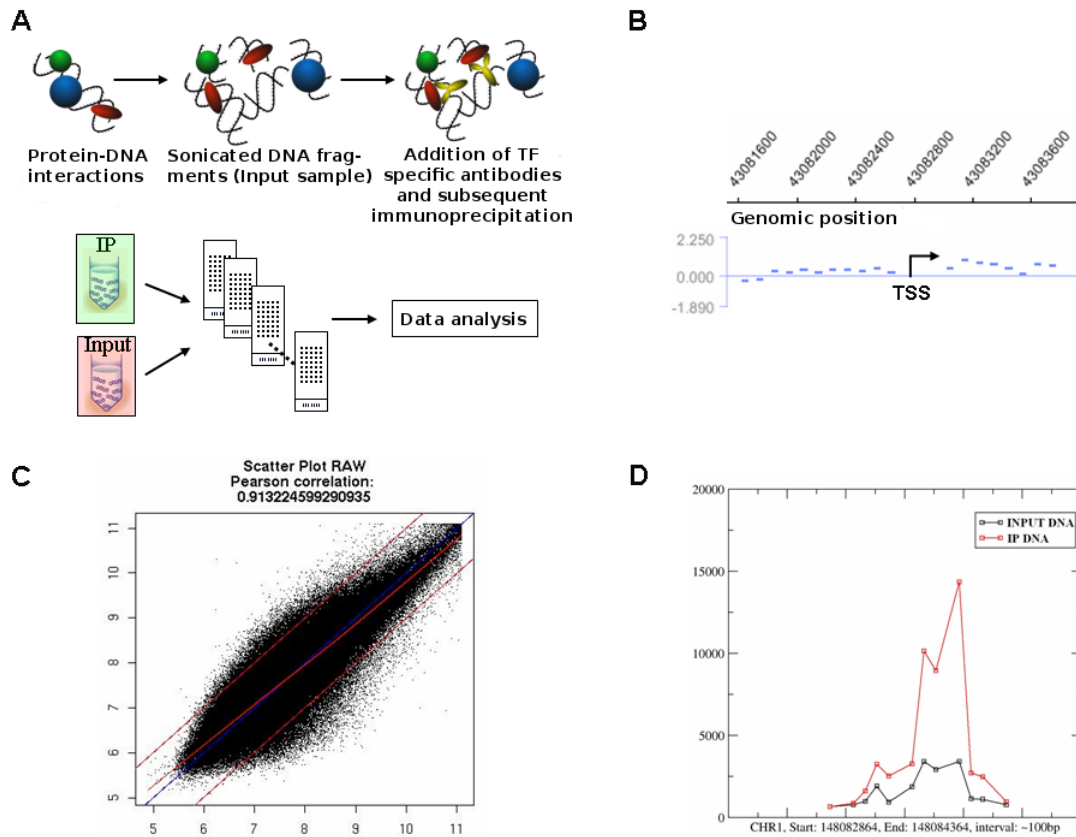 A
Protein-DNA
interactions
Sonicated DNA frag-
ments (Input sample)
Addition of TF
specific antibodies
and subsequent
immunoprecipitation
IP
Input
Data analysis
B
43081600
43082000
43082400
43082800
43083200
43083600
Genomic position
2.250
0.000
-1.890
TSS
C
Scatter Plot RAW
Pearson correlation:
0.913224599290935
11
10
9
8
7
6
5
5 6 7 8 9 10 11
D
20000
15000
10000
5000
0
INPUT DNA
IP DNA
CHR1, Start: 148082864, End: 148084364, interval: ~100bp